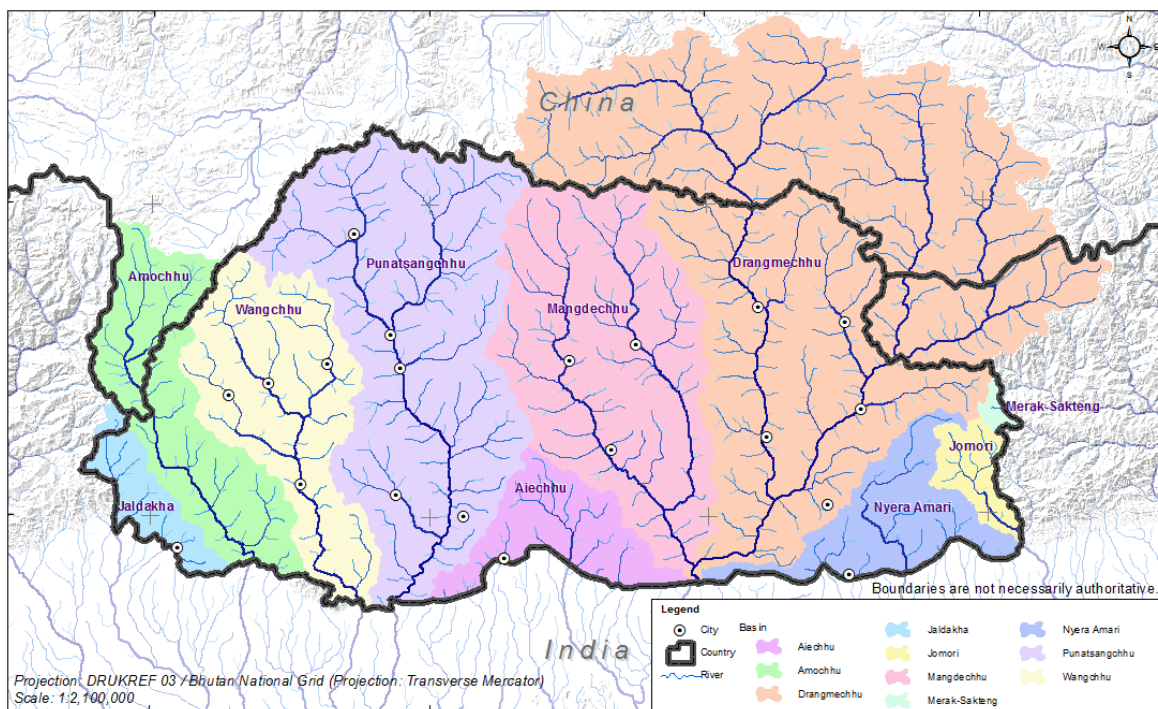 N
W
E
S
China
Amochhu
Punatsangchhu
Drangmechhu
Wangchhu
Mangdechhu
Merak-Sakteng
Jomori
Aiechhu
Jaldakha
Nyera Amari
Boundaries are not necessarily authoritative.
India
Projection: DRUKREF 03 / Bhutan National Grid (Projection: Transverse Mercator)
Scale: 1:2,100,000
Legend
City
Country
River
Basin
Aiechhu
Amochhu
Drangmechhu
Jaldakha
Jomori
Mangdechhu
Merak-Sakteng
Nyera Amari
Punatsangchhu
Wangchhu